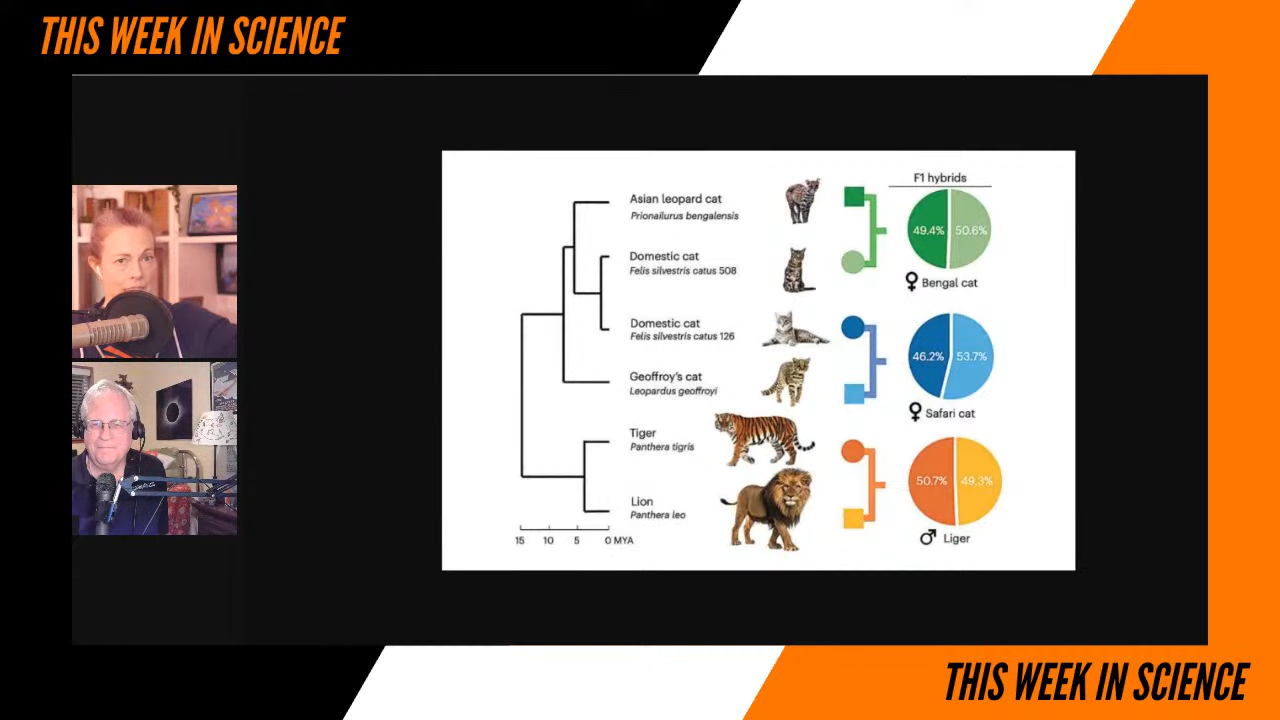 THIS WEEK IN SCIENCE
F1 hybrids
Asian leopard cat
Prionailurus bengalensis
49.4%
50.6%
Bengal cat
Domestic cat
Felis silvestris catus 508
Domestic cat
Felis silvestris catus 126
46.2%
53.7%
Safari cat
Geoffroy's cat
Leopardus geoffroyi
Tiger
Panthera tigris
50.7%
49.3%
Liger
Lion
Panthera leo
15 10 5 0 MYA
THIS WEEK IN SCIENCE